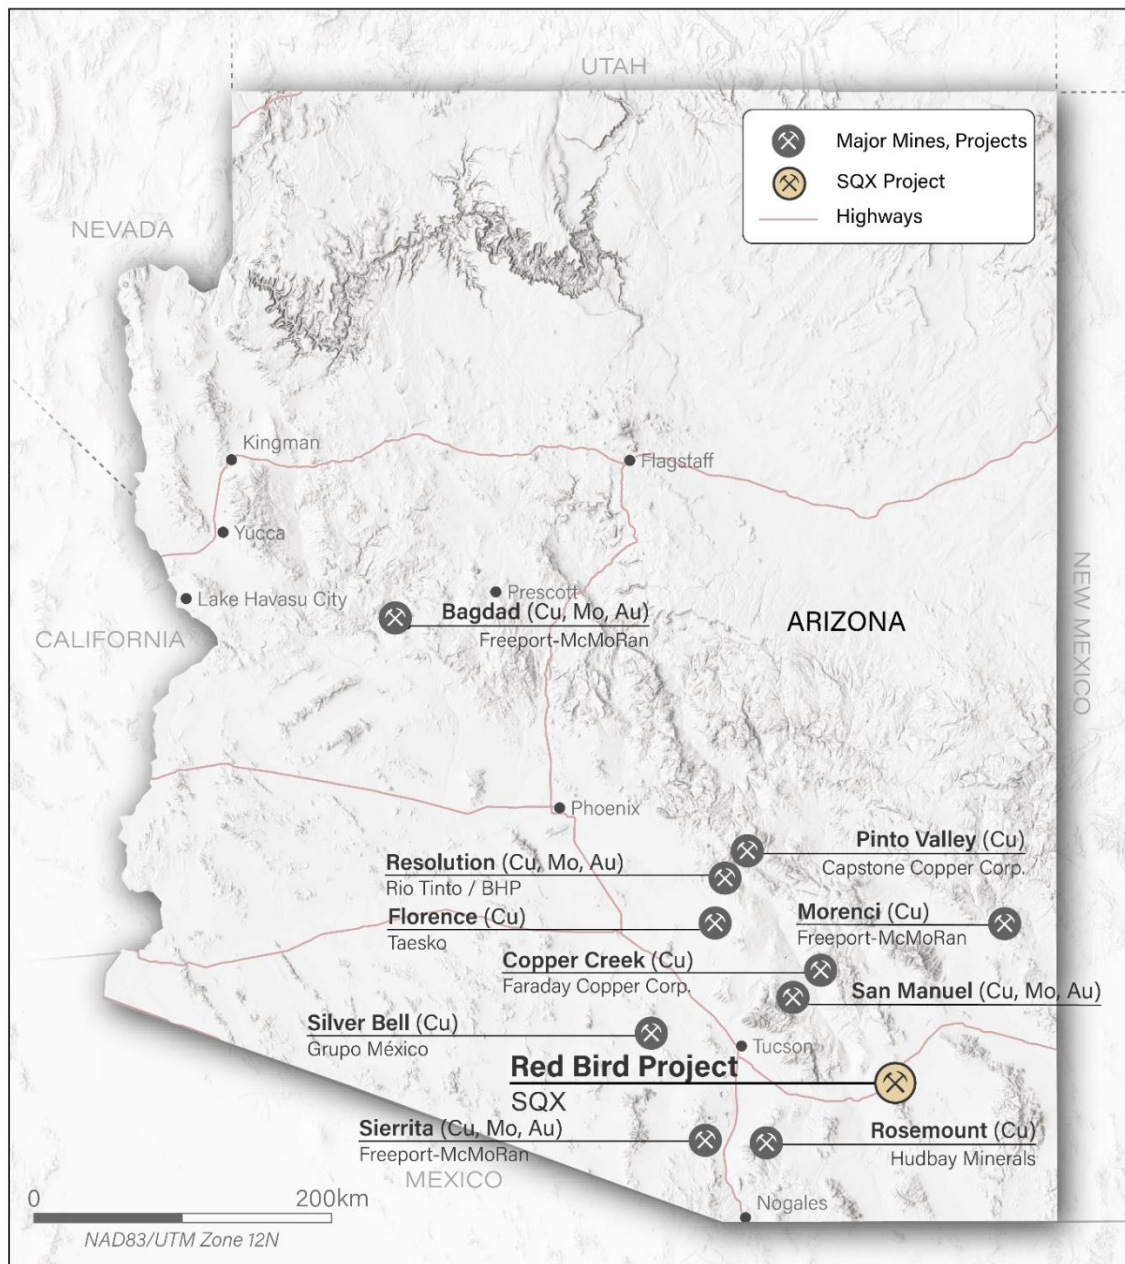 UTAH
Major Mines, Projects
SQX Project
Highways
NEVADA
Kingman
Flagstaff
Yucca
Lake Havasu City
Prescott
Bagdad (Cu, Mo, Au)
Freeport-McMoRan
ARIZONA
CALIFORNIA
NEW MEXICO
Phoenix
Pinto Valley (Cu)
Capstone Copper Corp.
Resolution (Cu, Mo, Au)
Rio Tinto / BHP
Florence (Cu)
Taesko
Morenci (Cu)
Freeport-McMoRan
Copper Creek (Cu)
Faraday Copper Corp.
San Manuel (Cu, Mo, Au)
Silver Bell (Cu)
Grupo México
Tucson
Red Bird Project
SQX
Sierrita (Cu, Mo, Au)
Freeport-McMoRan
Rosemount (Cu)
Hudbay Minerals
MEXICO
Nogales
0 200km
NAD83/UTM Zone 12N